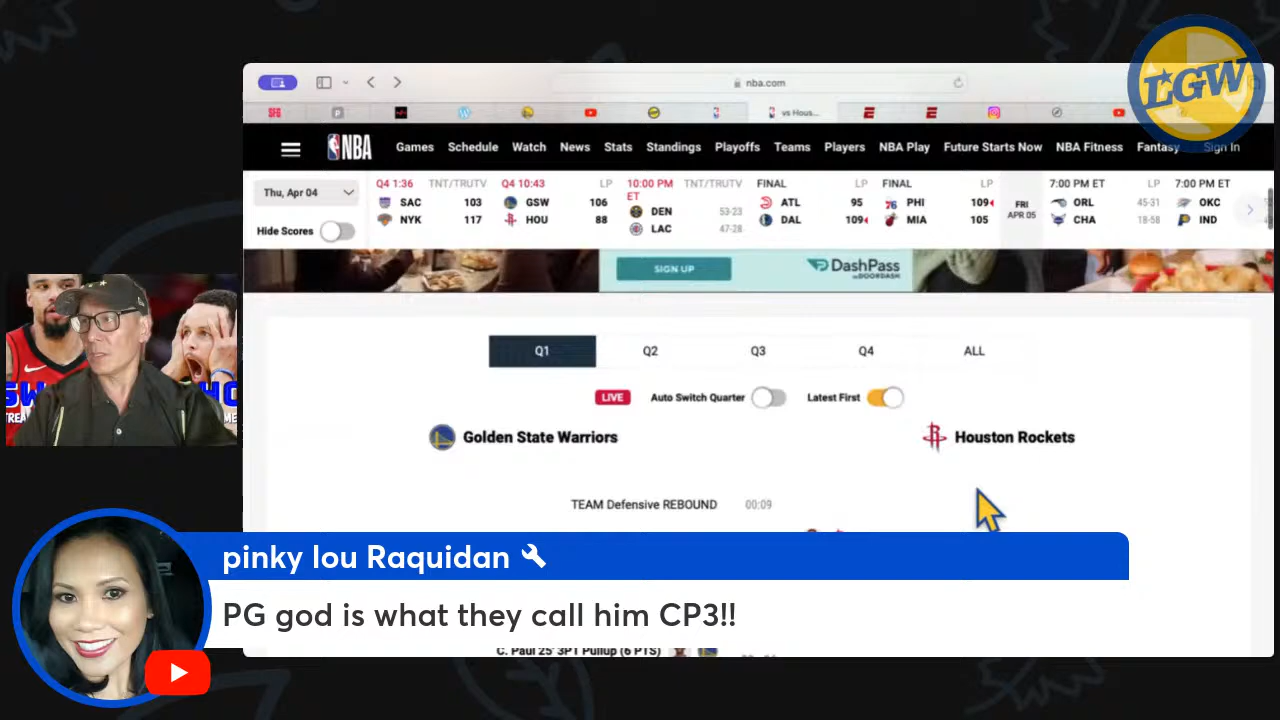 LGW
nba.com
SFG
vs Hous...
NBA
Games Schedule Watch News Stats Standings Playoffs Teams Players NBA Play Future Starts Now NBA Fitness Fantasy Sign In
Thu, Apr 04
Hide Scores
Q4 1:36 TNT/TRUTV
SAC 103
NYK 117
Q4 10:43 LP
GSW 106
HOU 88
10:00 PM ET TNT/TRUTV
DEN 53-23
LAC 47-28
FINAL LP
ATL 95
DAL 109
FINAL LP
PHI 109
MIA 105
FRI
APR 05
7:00 PM ET LP
ORL 45-31
CHA 18-58
7:00 PM ET
OKC
IND
SIGN UP
DashPass
by DOORDASH
Q1 Q2 Q3 Q4 ALL
LIVE Auto Switch Quarter Latest First
Golden State Warriors Houston Rockets
TEAM Defensive REBOUND 00:09
pinky lou Raquidan
PG god is what they call him CP3!!
C. Paul 25' 3PT Pullup (6 PTS)